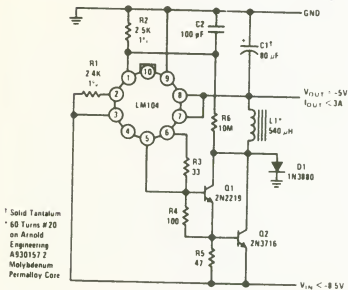 GND
R2
2.5K
1%
C2
100 pF
C1†
80 µF
R1
2.4K
1%
1
10
9
2
LM104
8
3
7
4
5
6
R6
10M
L1*
540 µH
VOUT = -5V
IOUT < 3A
R3
33
D1
1N3880
Q1
2N2219
R4
100
Q2
2N3716
R5
47
† Solid Tantalum
* 60 Turns #20
on Arnold
Engineering
A930157 2
Molybdenum
Permalloy Core
VIN < -8.5V